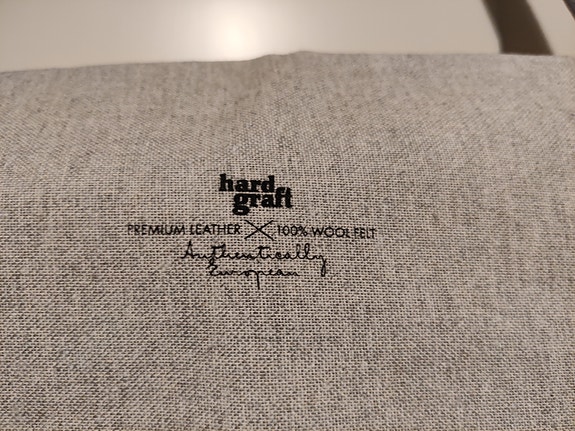 hard
graft
PREMIUM LEATHER X 100% WOOL FELT
Authentically
European